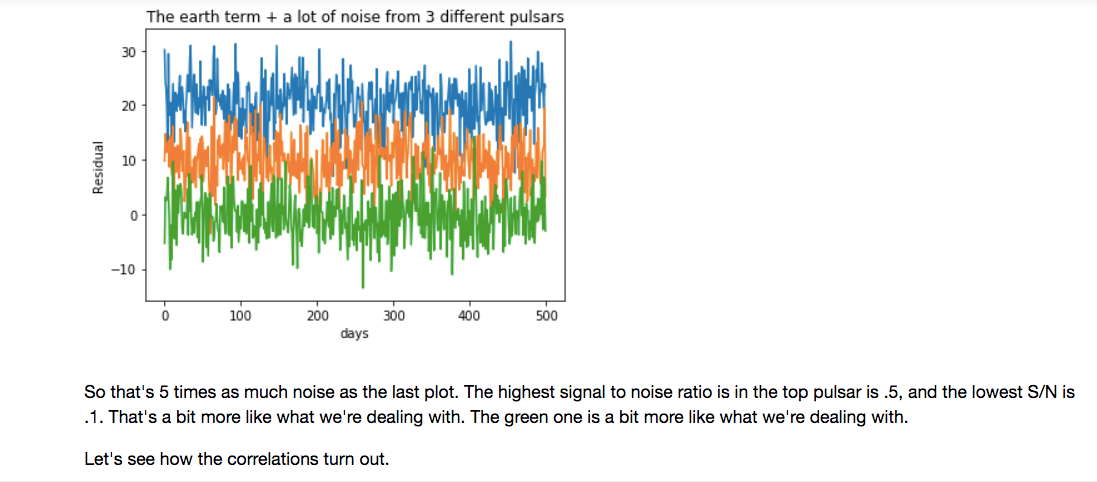 The earth term + a lot of noise from 3 different pulsars
30
20
10
0
−10
Residual
0 100 200 300 400 500
days
So that's 5 times as much noise as the last plot. The highest signal to noise ratio is in the top pulsar is .5, and the lowest S/N is
.1. That's a bit more like what we're dealing with. The green one is a bit more like what we're dealing with.
Let's see how the correlations turn out.